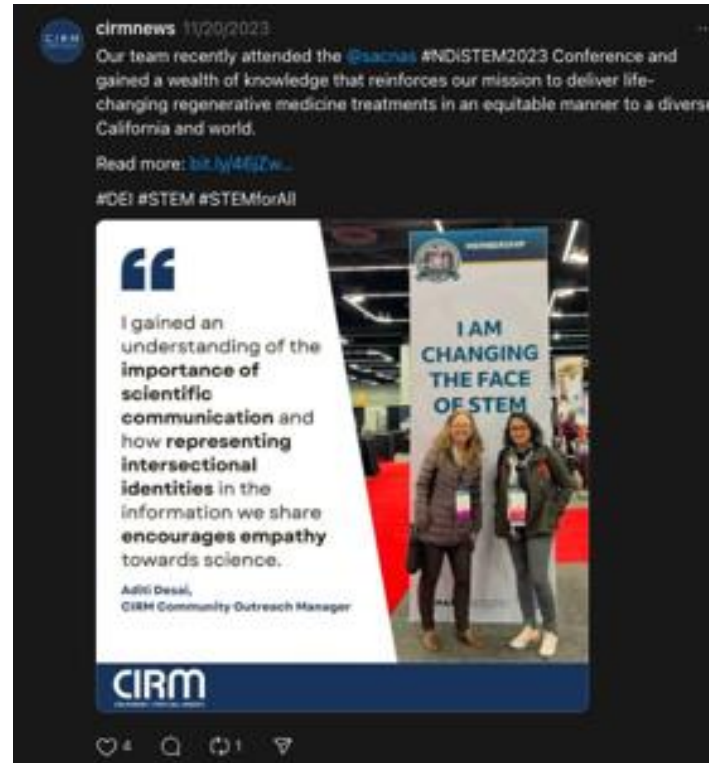 cirmnews 11/20/2023
Our team recently attended the @sacnas #NDiSTEM2023 Conference and
gained a wealth of knowledge that reinforces our mission to deliver life-
changing regenerative medicine treatments in an equitable manner to a diverse
California and world.
Read more:
#DEI #STEM #STEMforAll
I gained an
understanding of the
importance of
scientific
communication and
how representing
intersectional
identities in the
information we share
encourages empathy
towards science.
Aditi Desai,
CIRM Community Outreach Manager
MEMBERSHIP
I AM
CHANGING
THE FACE
OF STEM
CIRM
4
1